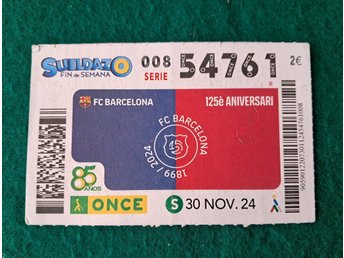 SUELDAZO
FIN de SEMANA
008
SERIE
54761
2€
FC BARCELONA
125è ANIVERSARI
FC BARCELONA
125
1899 / 2024
85
AÑOS
ONCE
S 30 NOV. 24